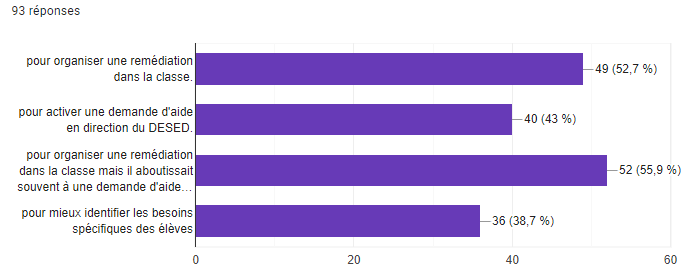 93 réponses
pour organiser une remédiation
dans la classe.
49 (52,7 %)
pour activer une demande d'aide
en direction du DESED.
40 (43 %)
pour organiser une remédiation
dans la classe mais il aboutissait
souvent à une demande d'aide…
52 (55,9 %)
pour mieux identifier les besoins
spécifiques des élèves
36 (38,7 %)
0 20 40 60